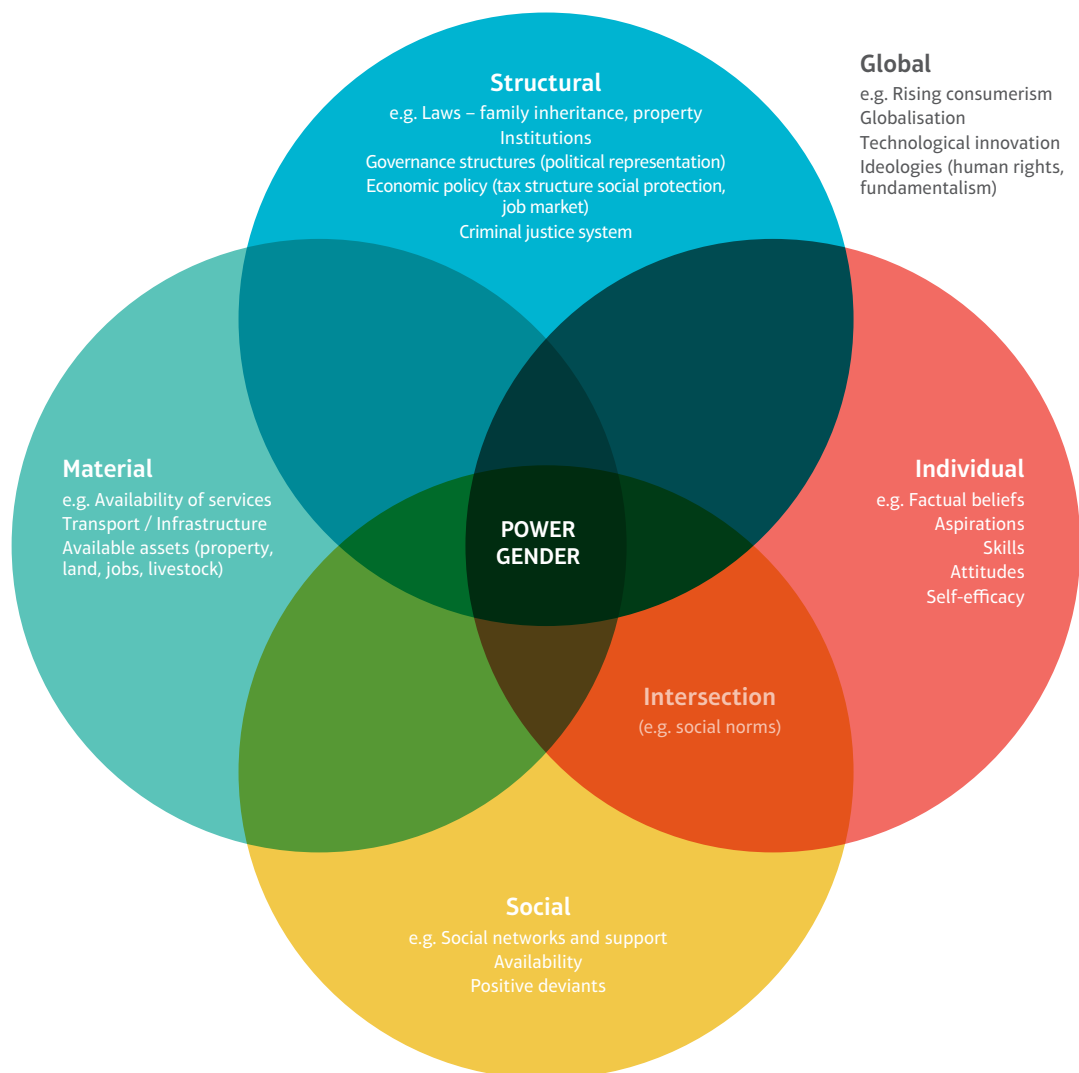 Structural
e.g. Laws – family inheritance, property
Institutions
Governance structures (political representation)
Economic policy (tax structure social protection,
job market)
Criminal justice system
Global
e.g. Rising consumerism
Globalisation
Technological innovation
Ideologies (human rights,
fundamentalism)
Material
e.g. Availability of services
Transport / Infrastructure
Available assets (property,
land, jobs, livestock)
POWER
GENDER
Individual
e.g. Factual beliefs
Aspirations
Skills
Attitudes
Self-efficacy
Intersection
(e.g. social norms)
Social
e.g. Social networks and support
Availability
Positive deviants